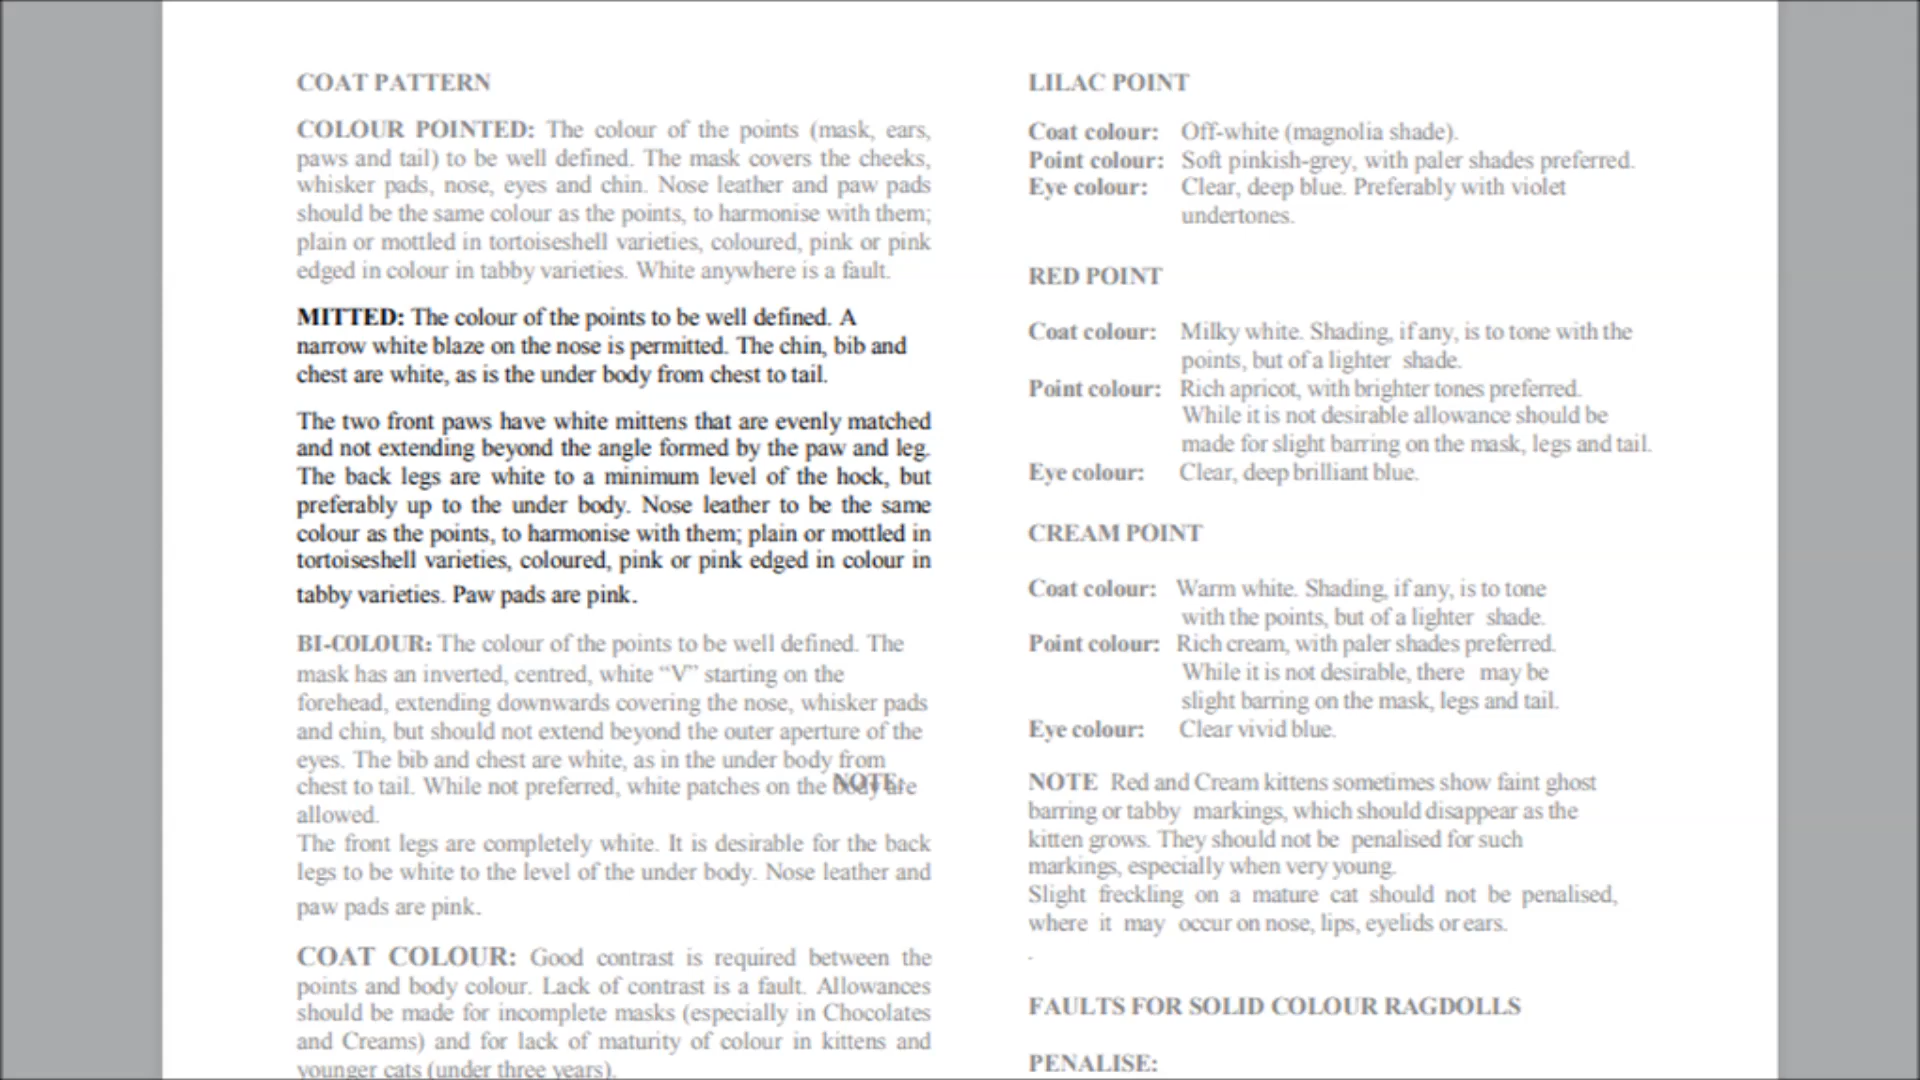 COAT PATTERN
COLOUR POINTED: The colour of the points (mask, ears,
paws and tail) to be well defined. The mask covers the cheeks,
whisker pads, nose, eyes and chin. Nose leather and paw pads
should be the same colour as the points, to harmonise with them;
plain or mottled in tortoiseshell varieties, coloured, pink or pink
edged in colour in tabby varieties. White anywhere is a fault.
MITTED: The colour of the points to be well defined. A
narrow white blaze on the nose is permitted. The chin, bib and
chest are white, as is the under body from chest to tail.
The two front paws have white mittens that are evenly matched
and not extending beyond the angle formed by the paw and leg.
The back legs are white to a minimum level of the hock, but
preferably up to the under body. Nose leather to be the same
colour as the points, to harmonise with them; plain or mottled in
tortoiseshell varieties, coloured, pink or pink edged in colour in
tabby varieties. Paw pads are pink.
BI-COLOUR: The colour of the points to be well defined. The
mask has an inverted, centred, white “V” starting on the
forehead, extending downwards covering the nose, whisker pads
and chin, but should not extend beyond the outer aperture of the
eyes. The bib and chest are white, as in the under body from
chest to tail. While not preferred, white patches on the body are
NOTE:
allowed.
The front legs are completely white. It is desirable for the back
legs to be white to the level of the under body. Nose leather and
paw pads are pink.
COAT COLOUR: Good contrast is required between the
points and body colour. Lack of contrast is a fault. Allowances
should be made for incomplete masks (especially in Chocolates
and Creams) and for lack of maturity of colour in kittens and
younger cats (under three years).
LILAC POINT
Coat colour: Off-white (magnolia shade).
Point colour: Soft pinkish-grey, with paler shades preferred.
Eye colour: Clear, deep blue. Preferably with violet
undertones.
RED POINT
Coat colour: Milky white. Shading, if any, is to tone with the
points, but of a lighter shade.
Point colour: Rich apricot, with brighter tones preferred.
While it is not desirable allowance should be
made for slight barring on the mask, legs and tail.
Eye colour: Clear, deep brilliant blue.
CREAM POINT
Coat colour: Warm white. Shading, if any, is to tone
with the points, but of a lighter shade.
Point colour: Rich cream, with paler shades preferred.
While it is not desirable, there may be
slight barring on the mask, legs and tail.
Eye colour: Clear vivid blue.
NOTE Red and Cream kittens sometimes show faint ghost
barring or tabby markings, which should disappear as the
kitten grows. They should not be penalised for such
markings, especially when very young.
Slight freckling on a mature cat should not be penalised,
where it may occur on nose, lips, eyelids or ears.
.
FAULTS FOR SOLID COLOUR RAGDOLLS
PENALISE: